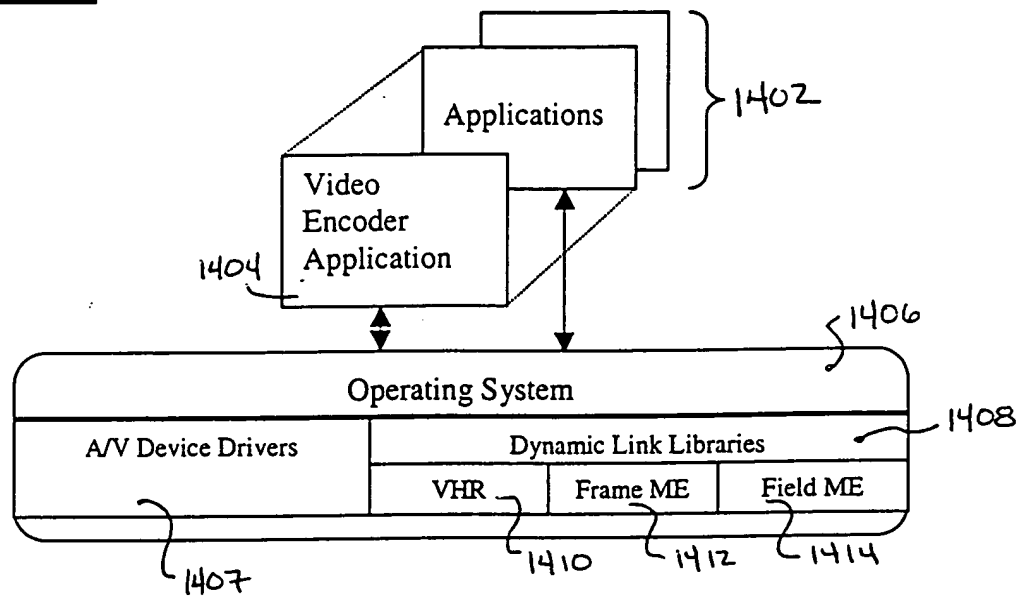 Applications
1402
Video
Encoder
Application
1404
1406
Operating System
1408
A/V Device Drivers
Dynamic Link Libraries
VHR
Frame ME
Field ME
1407
1410
1412
1414